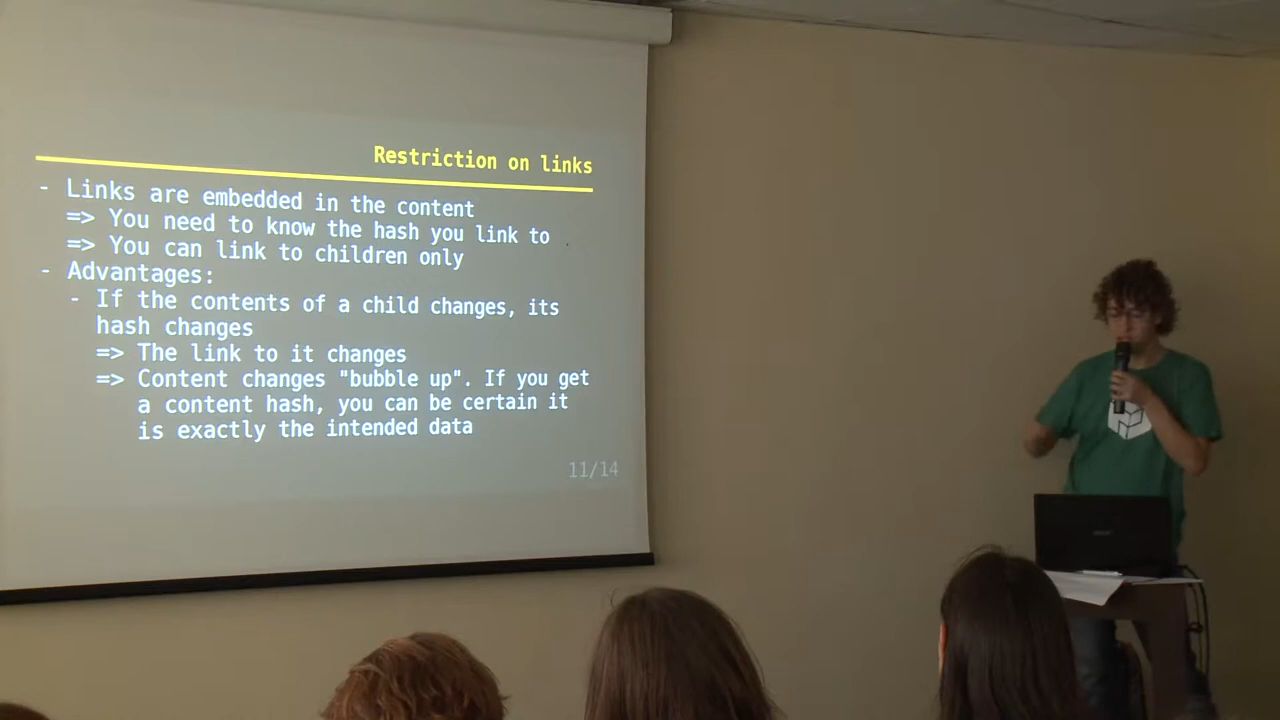 Restriction on links
- Links are embedded in the content
=> You need to know the hash you link to
=> You can link to children only
- Advantages:
- If the contents of a child changes, its
hash changes
=> The link to it changes
=> Content changes "bubble up". If you get
a content hash, you can be certain it
is exactly the intended data
11/14